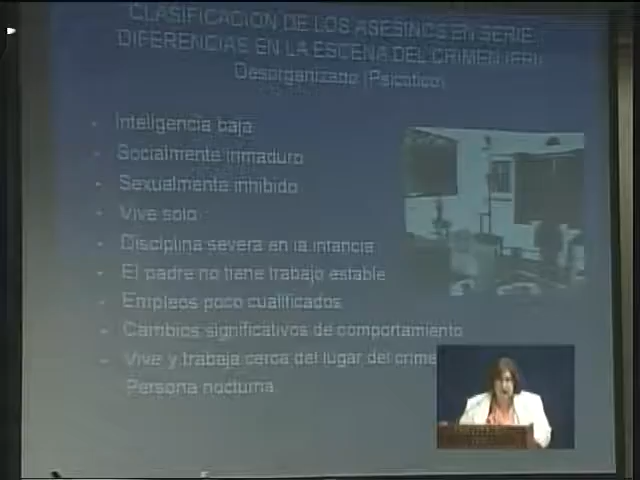 CLASIFICACION DE LOS ASESINOS EN SERIE.
DIFERENCIAS EN LA ESCENA DEL CRIMEN (FBI)
Desorganizado (Psicotico)
- Inteligencia baja
- Socialmente inmaduro
- Sexualmente inhibido
- Vive solo
- Disciplina severa en la infancia
- El padre no tiene trabajo estable
- Empleos poco cualificados
- Cambios significativos de comportamiento
- Vive y trabaja cerca del lugar del crime
Persona nocturna